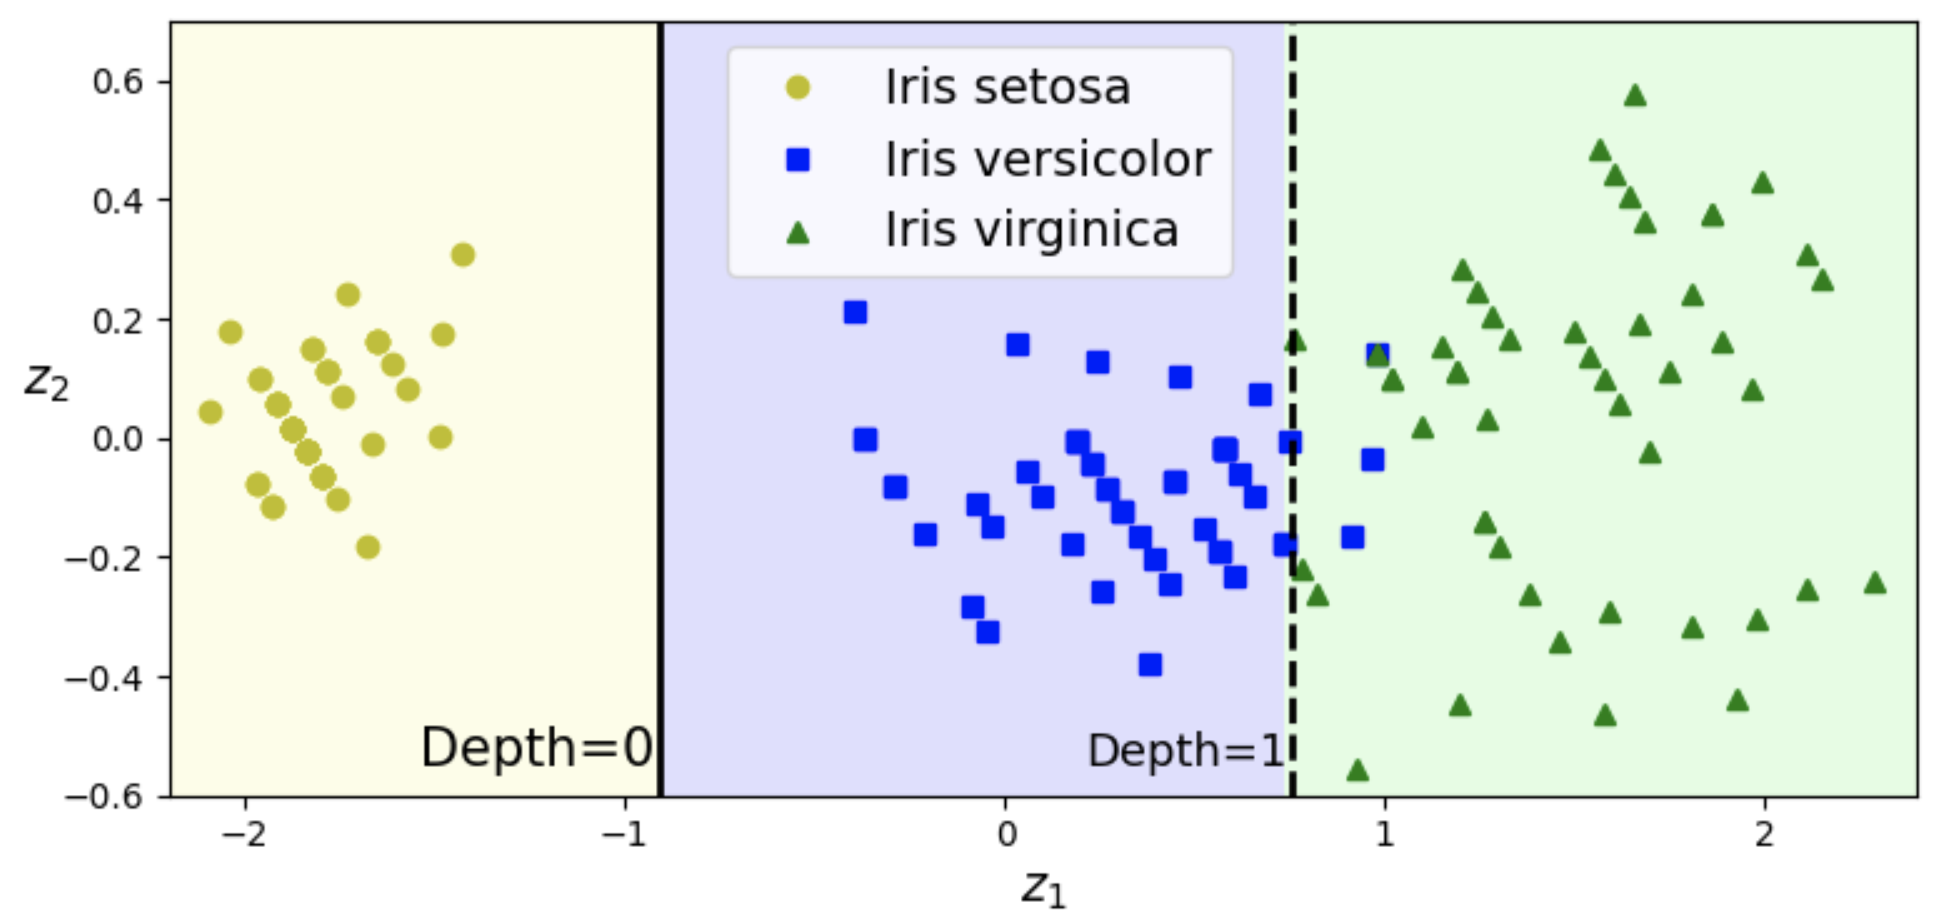 Iris setosa
Iris versicolor
Iris virginica
0.6
0.4
0.2
0.0
−0.2
−0.4
−0.6
z₂
Depth=0
Depth=1
−2
−1
0
1
2
z₁